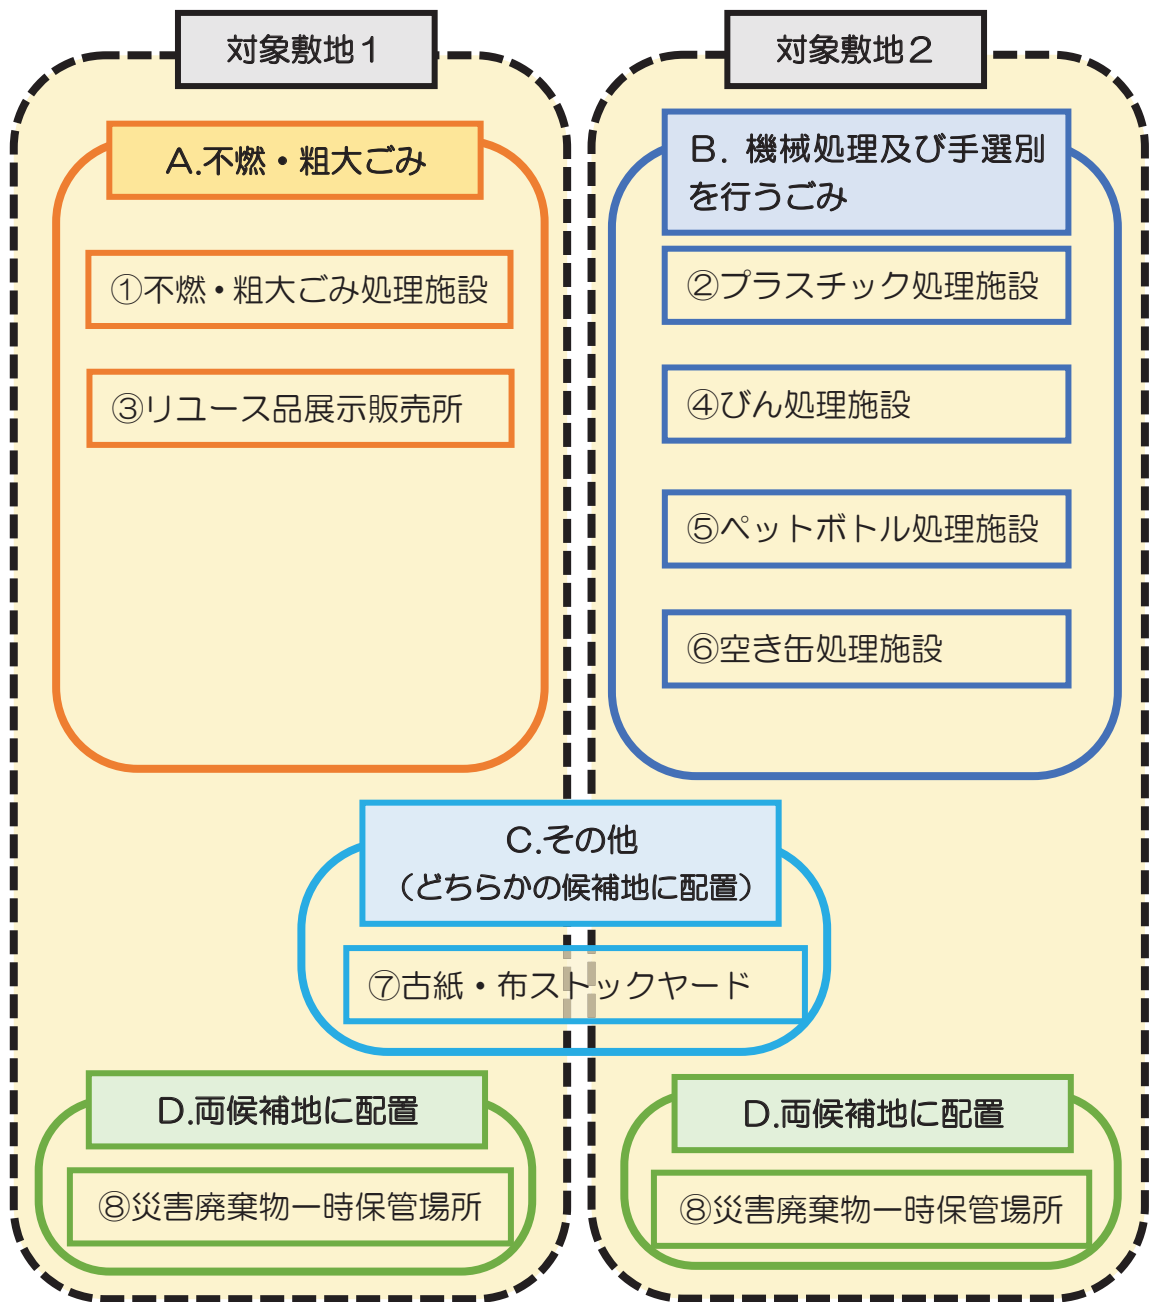 対象敷地１
A.不燃・粗大ごみ
①不燃・粗大ごみ処理施設
③リユース品展示販売所
対象敷地２
B. 機械処理及び手選別
を行うごみ
②プラスチック処理施設
④びん処理施設
⑤ペットボトル処理施設
⑥空き缶処理施設
C.その他
（どちらかの候補地に配置）
⑦古紙・布ストックヤード
D.両候補地に配置
⑧災害廃棄物一時保管場所
D.両候補地に配置
⑧災害廃棄物一時保管場所